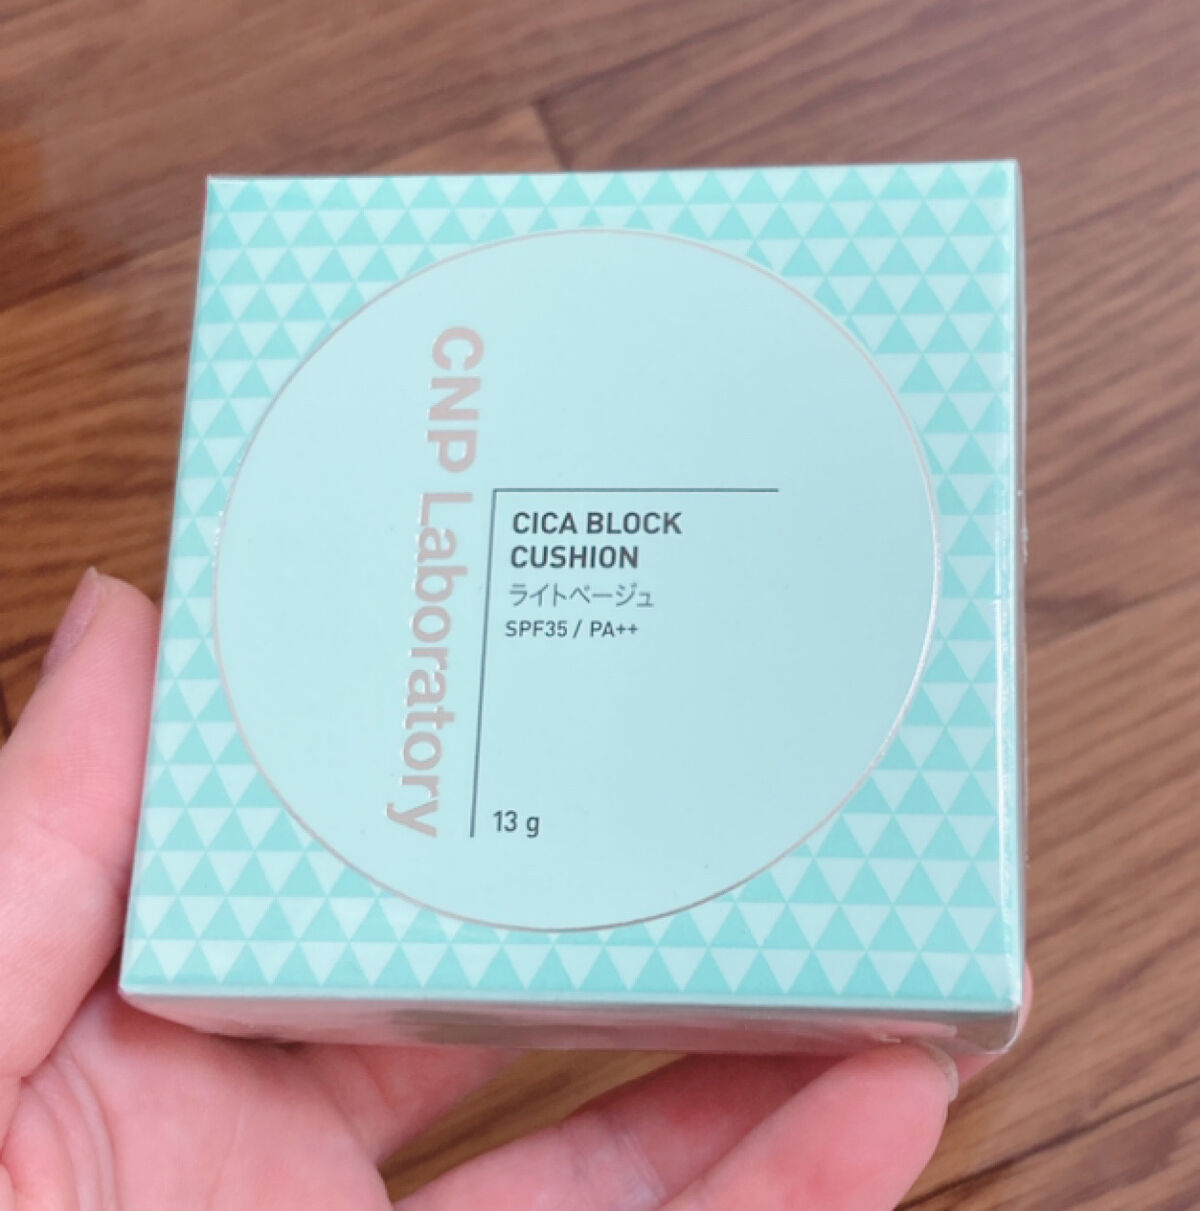 CNP Laboratory
CICA BLOCK
CUSHION
ライトベージュ
SPF35 / PA++
13 g